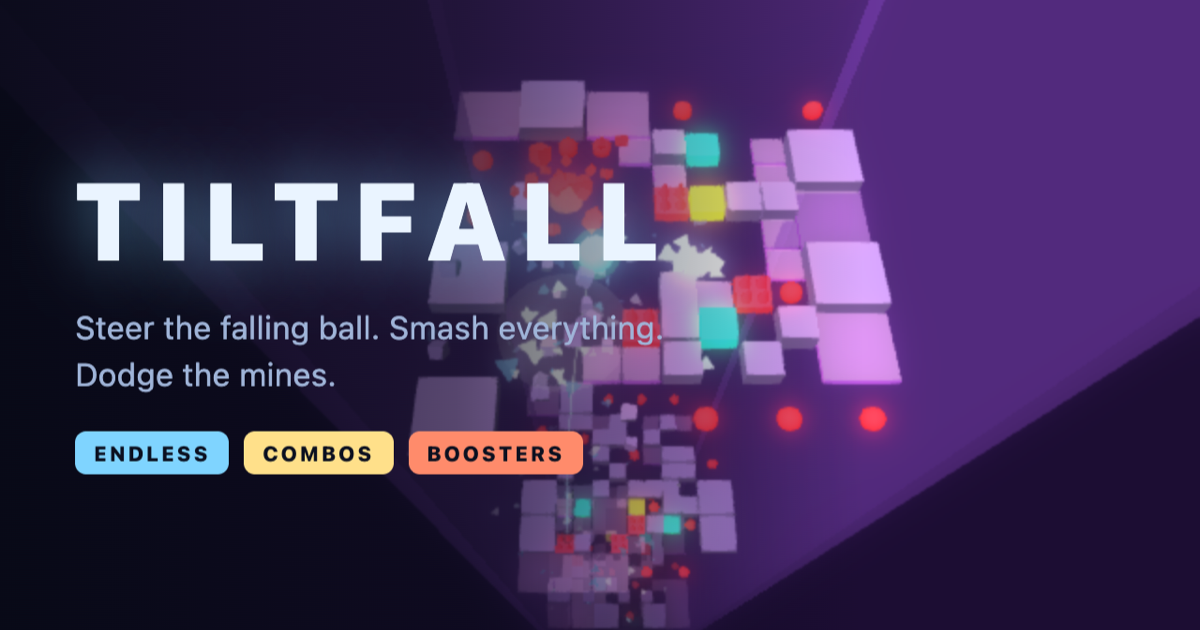 TILTFALL
Steer the falling ball. Smash everything.
Dodge the mines.
ENDLESS COMBOS BOOSTERS